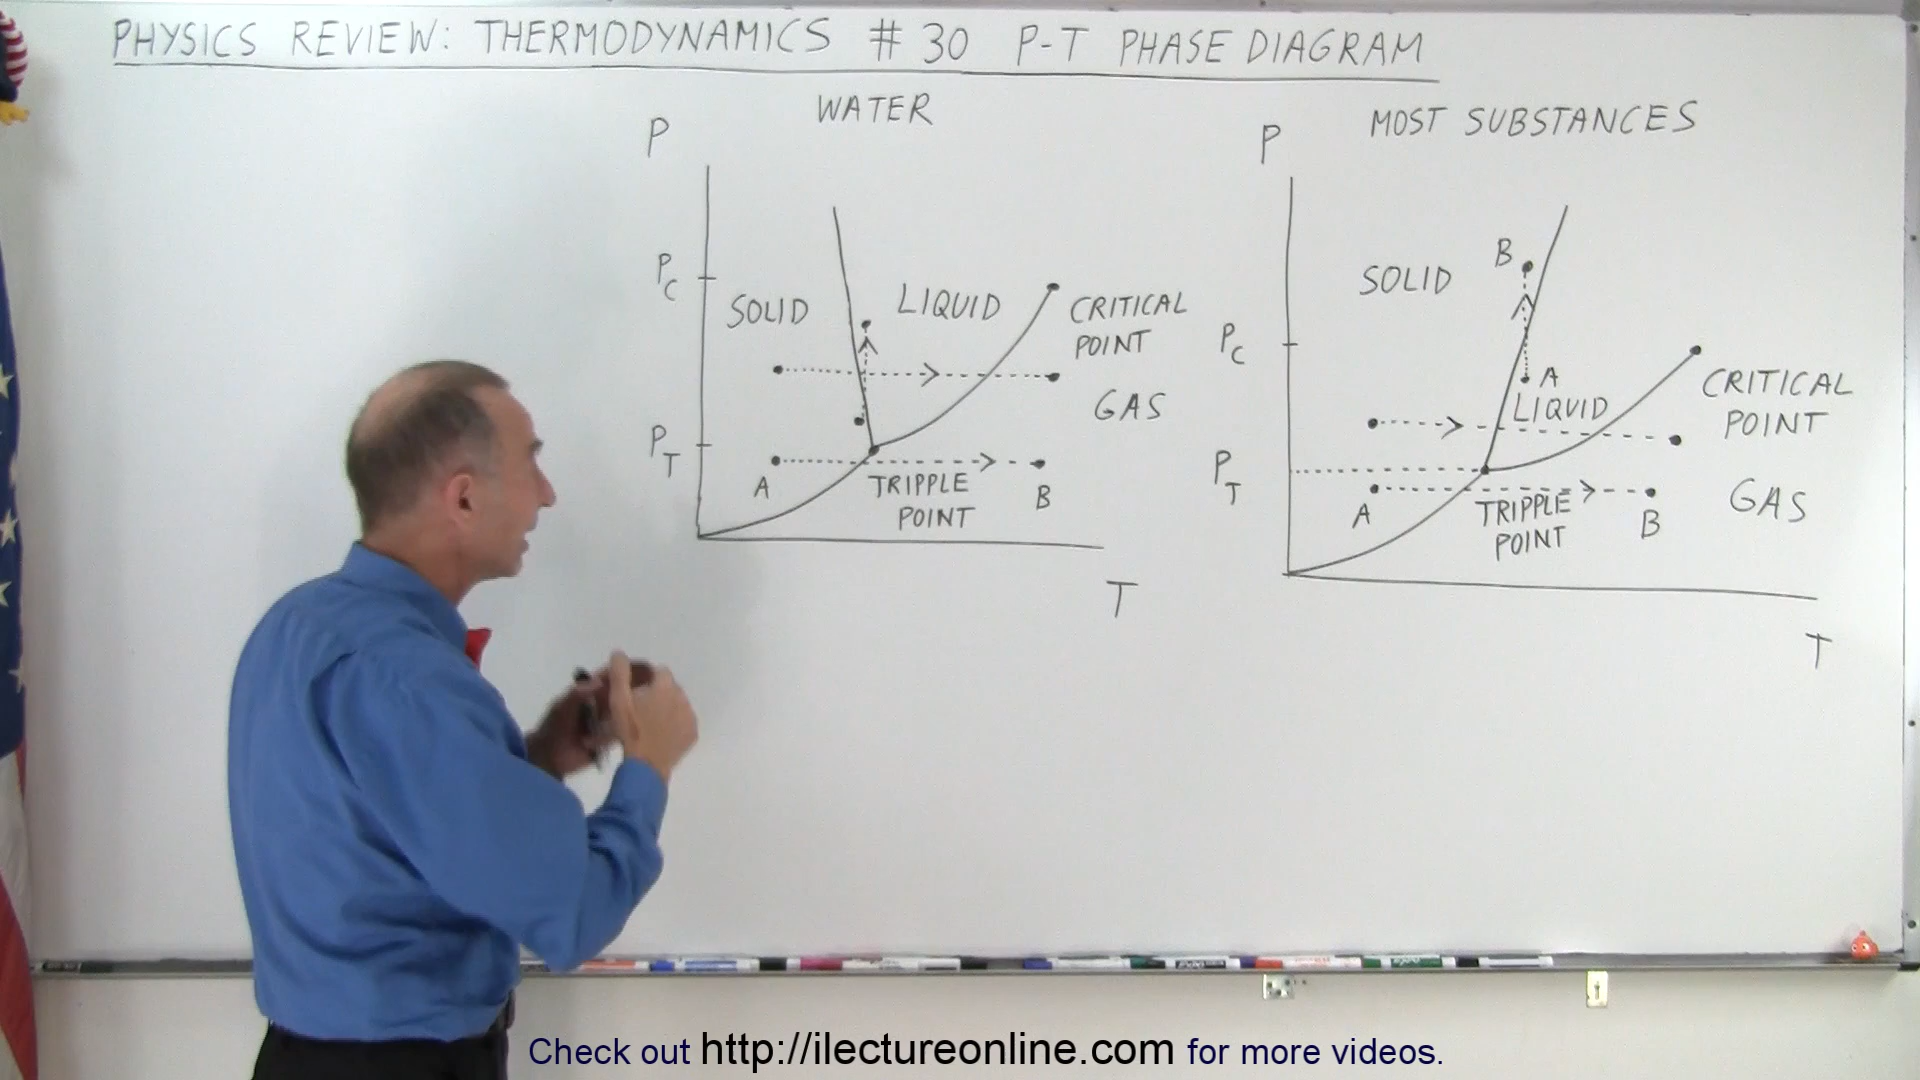 PHYSICS REVIEW: THERMODYNAMICS # 30 P-T PHASE DIAGRAM
WATER
P
P
C
SOLID
LIQUID
CRITICAL
POINT
GAS
P
T
A
TRIPPLE
POINT
B
T
MOST SUBSTANCES
P
SOLID
B
P
C
A
LIQUID
CRITICAL
POINT
P
T
A
TRIPPLE
POINT
B
GAS
T
Check out http://ilectureonline.com for more videos.